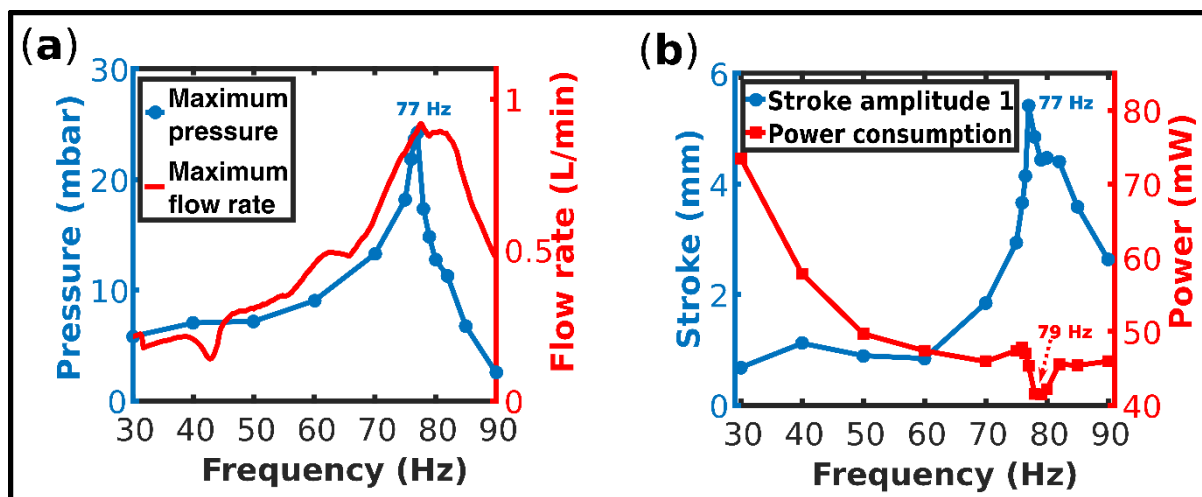 (a)
30
20
10
0
Pressure (mbar)
Maximum
pressure
Maximum
flow rate
77 Hz
1
0.5
0
Flow rate (L/min)
30 40 50 60 70 80 90
Frequency (Hz)
(b)
6
4
2
0
Stroke (mm)
Stroke amplitude 1
Power consumption
77 Hz
79 Hz
80
70
60
50
40
Power (mW)
30 40 50 60 70 80 90
Frequency (Hz)